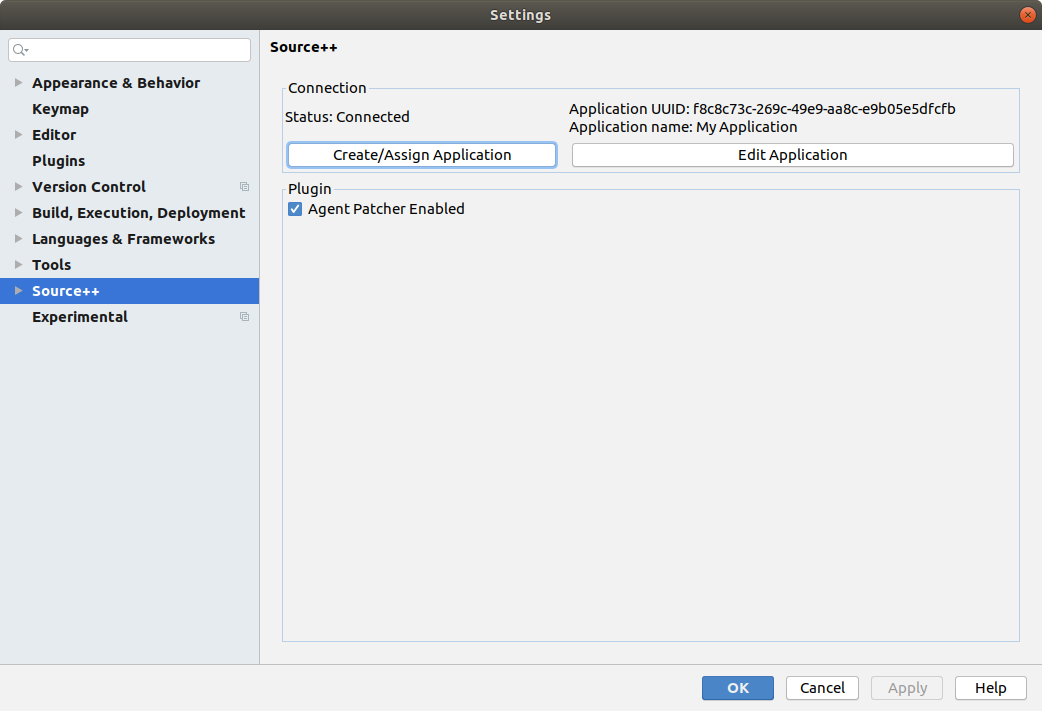 Settings
Source++
Appearance & Behavior
Keymap
Editor
Plugins
Version Control
Build, Execution, Deployment
Languages & Frameworks
Tools
Source++
Experimental
Connection
Status: Connected
Application UUID: f8c8c73c-269c-49e9-aa8c-e9b05e5dfcfb
Application name: My Application
Create/Assign Application
Edit Application
Plugin
Agent Patcher Enabled
OK
Cancel
Apply
Help